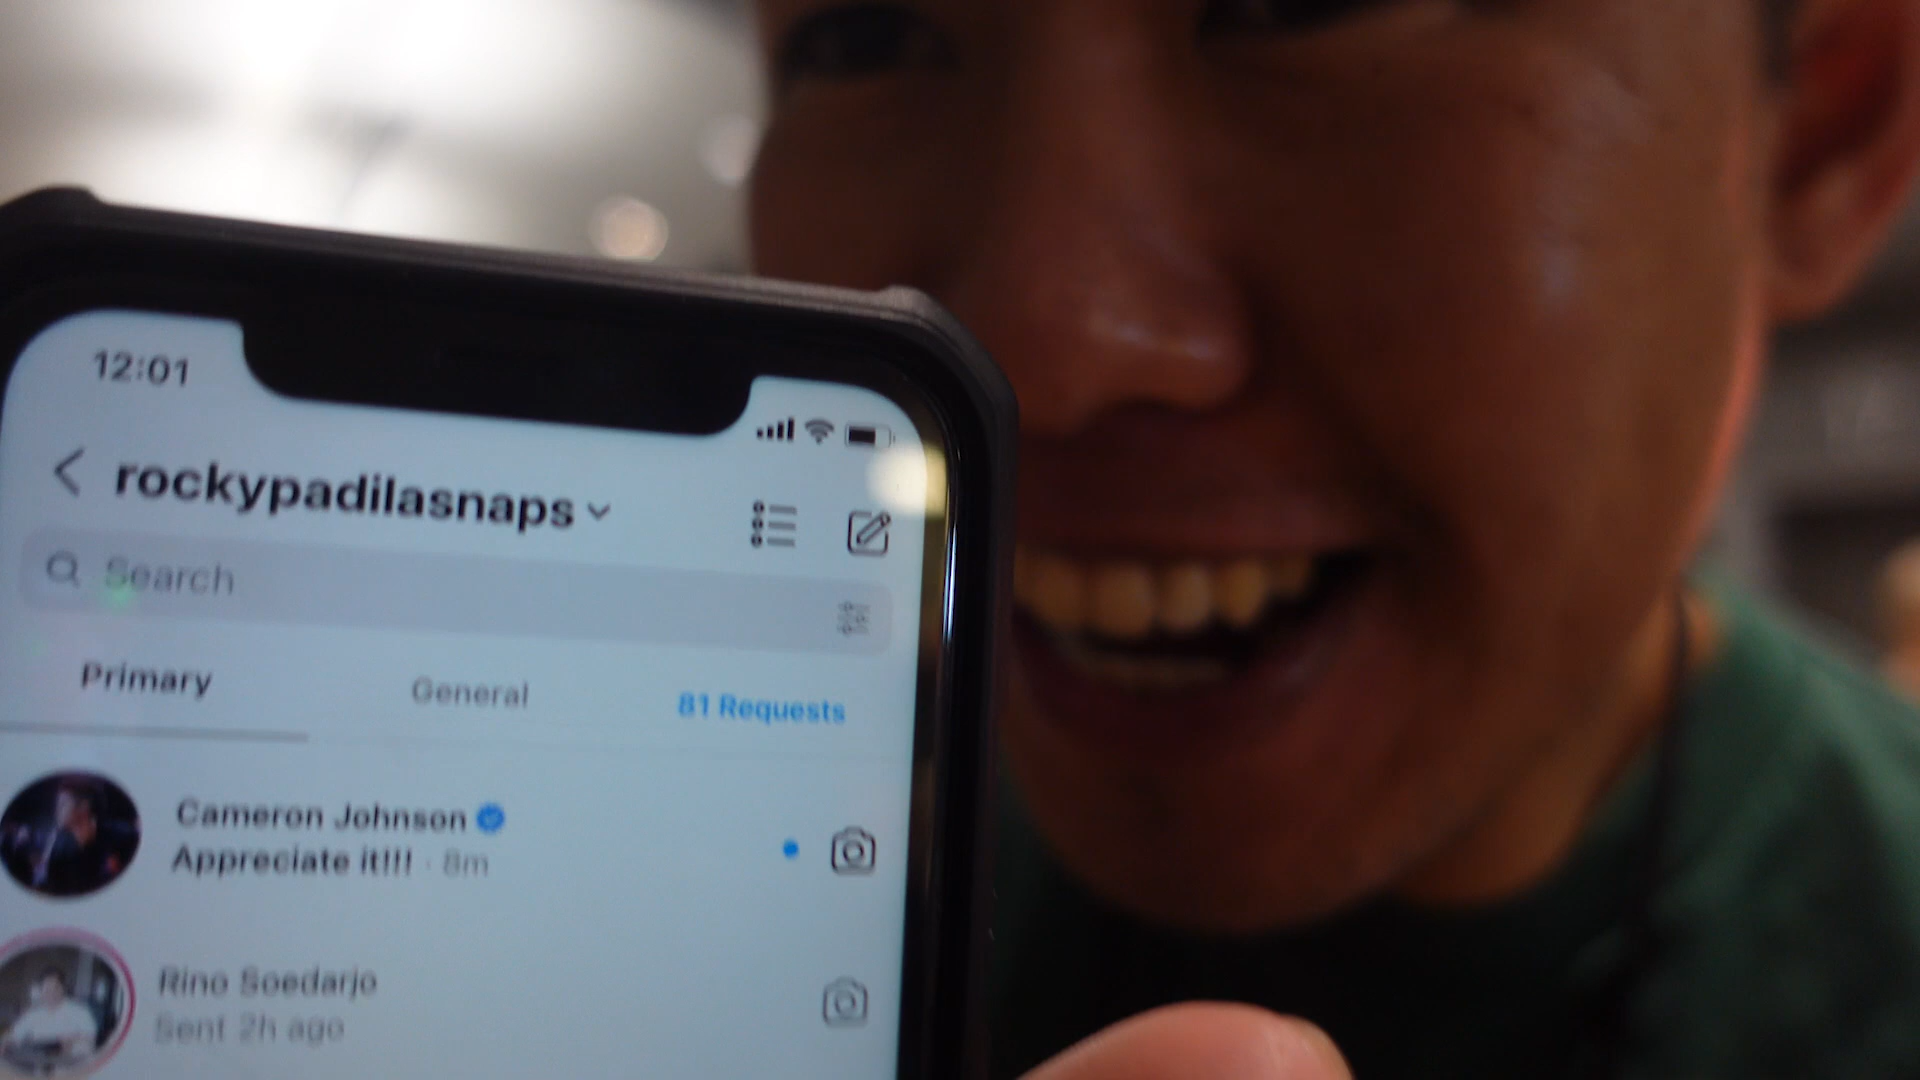 12:01
rockypadilasnaps
Search
Primary General 81 Requests
Cameron Johnson
Appreciate it!!! · 8m
Rino Soedarjo
Sent 2h ago